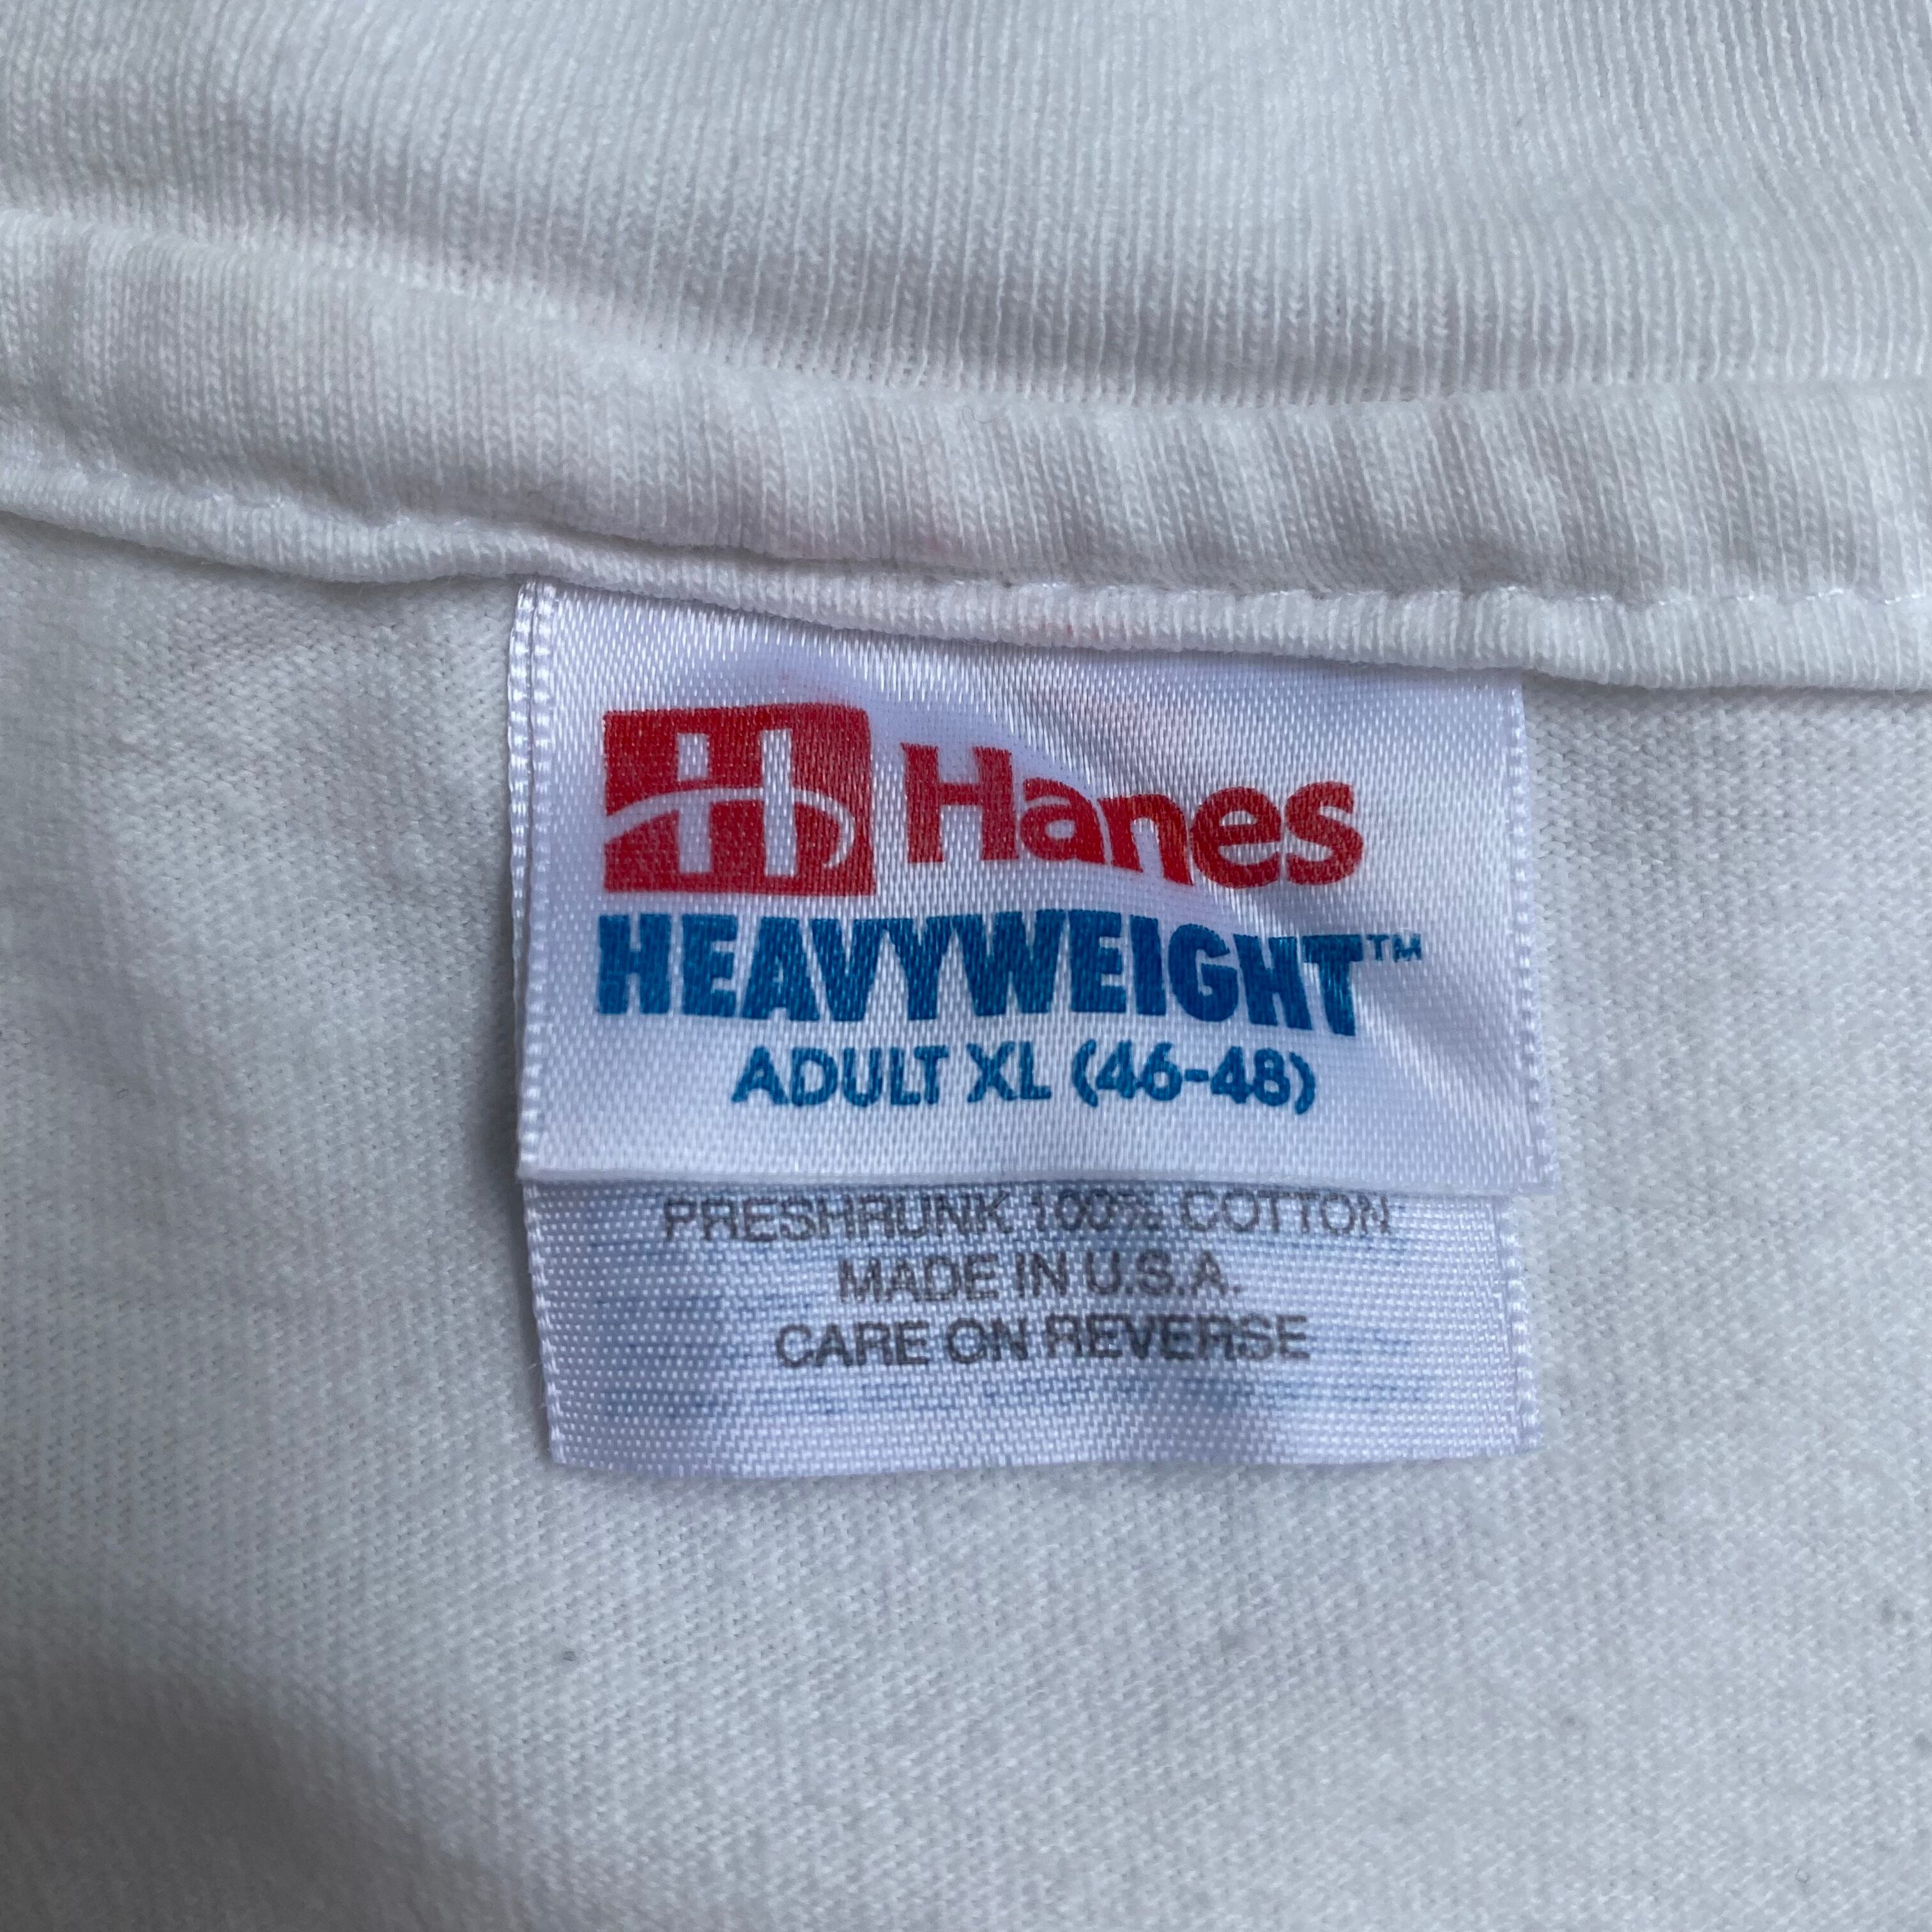 H Hanes
HEAVYWEIGHT™
ADULT XL (46-48)
PRESHRUNK 100% COTTON
MADE IN U.S.A.
CARE ON REVERSE